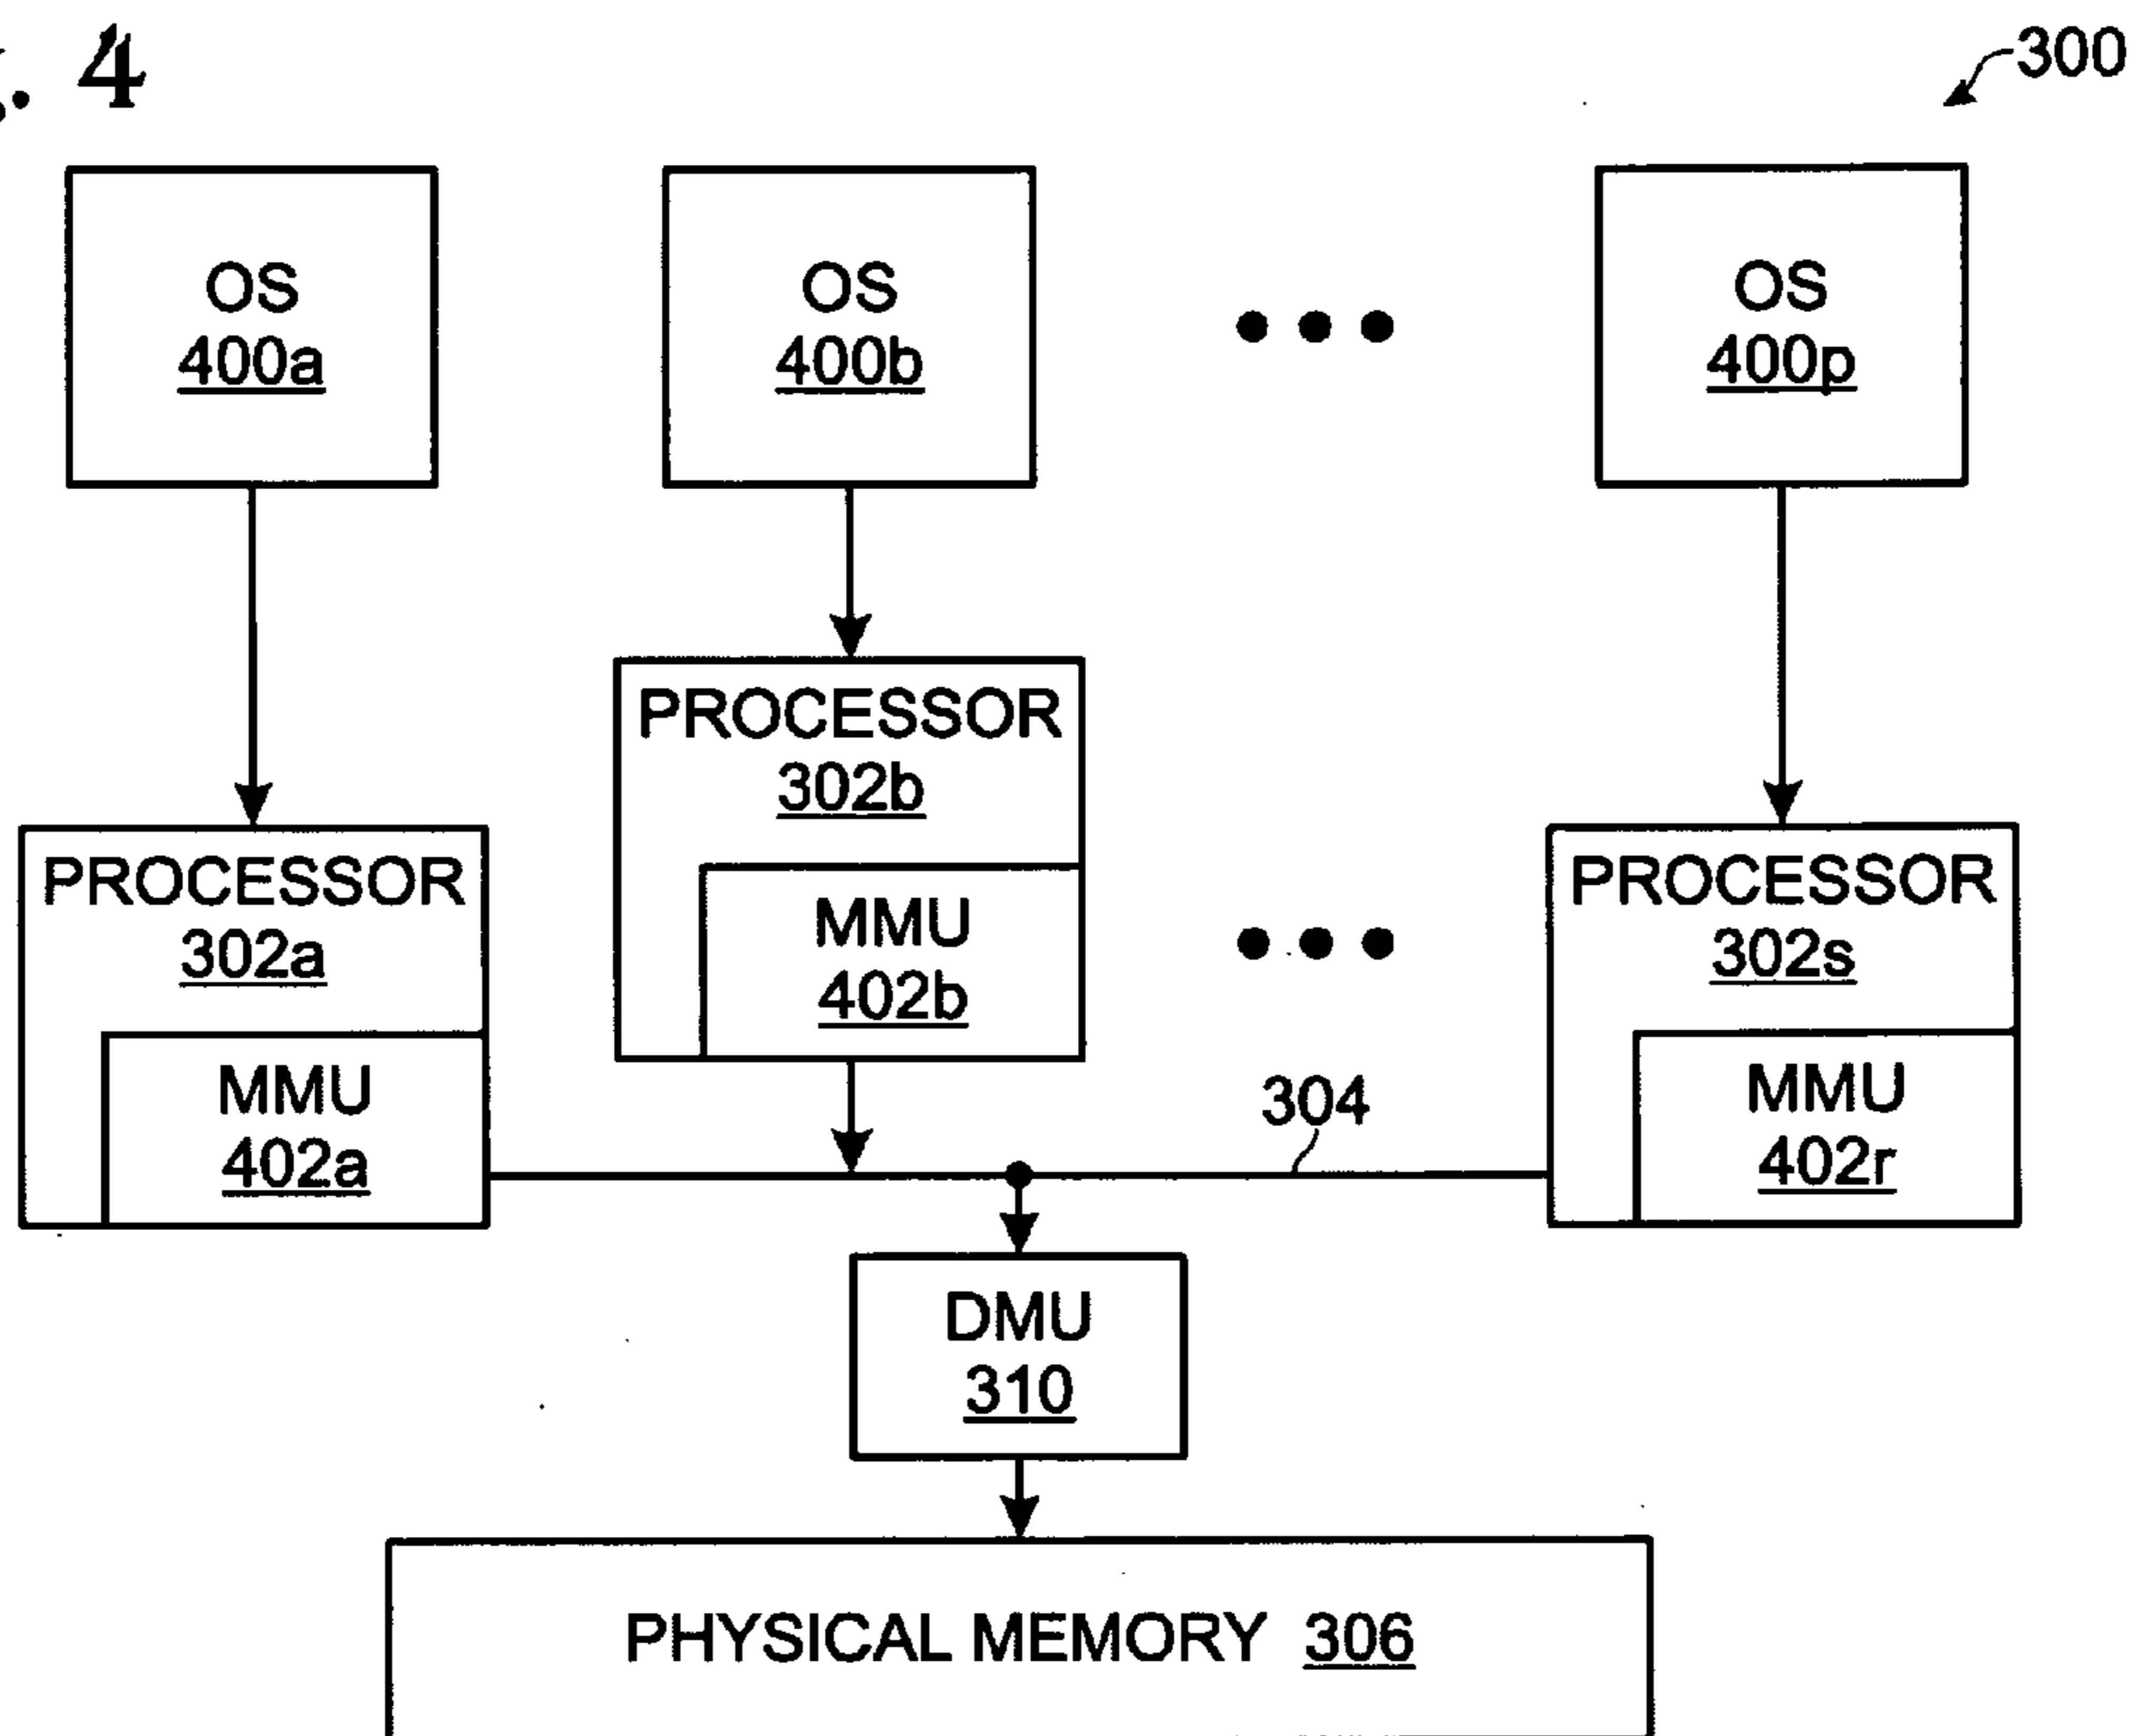 . 4
300
OS
400a
OS
400b
OS
400p
PROCESSOR
302b
MMU
402b
PROCESSOR
302a
MMU
402a
PROCESSOR
302s
MMU
402r
304
DMU
310
PHYSICAL MEMORY 306